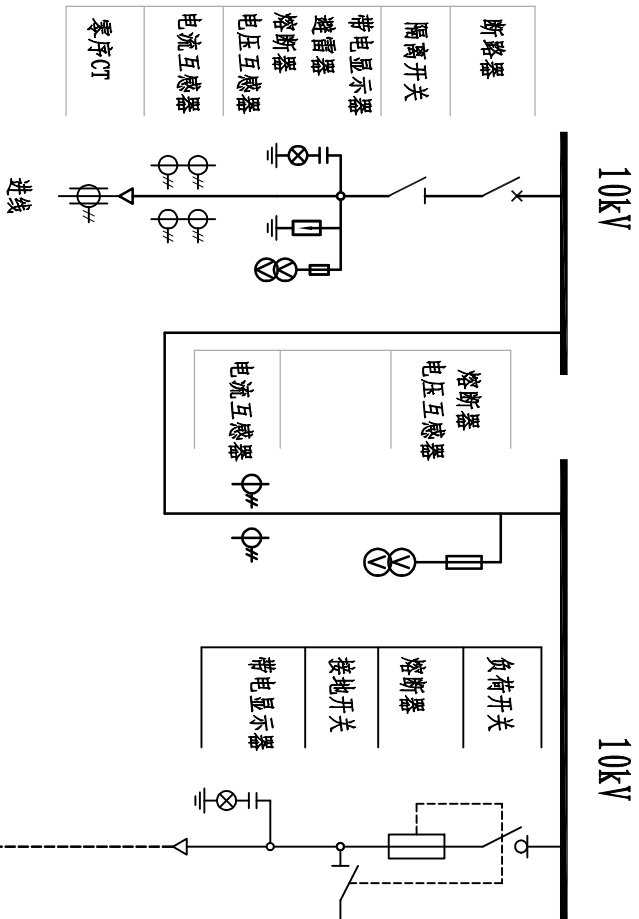 10kV
断路器
隔离开关
带电显示器
避雷器
熔断器
电压互感器
电流互感器
零序CT
进线
熔断器
电压互感器
电流互感器
10kV
负荷开关
熔断器
接地开关
带电显示器